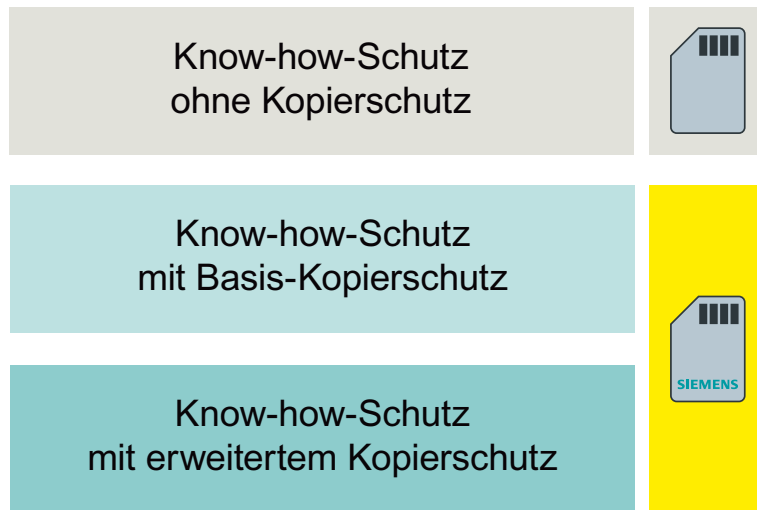 Know-how-Schutz
ohne Kopierschutz
Know-how-Schutz
mit Basis-Kopierschutz
SIEMENS
Know-how-Schutz
mit erweitertem Kopierschutz